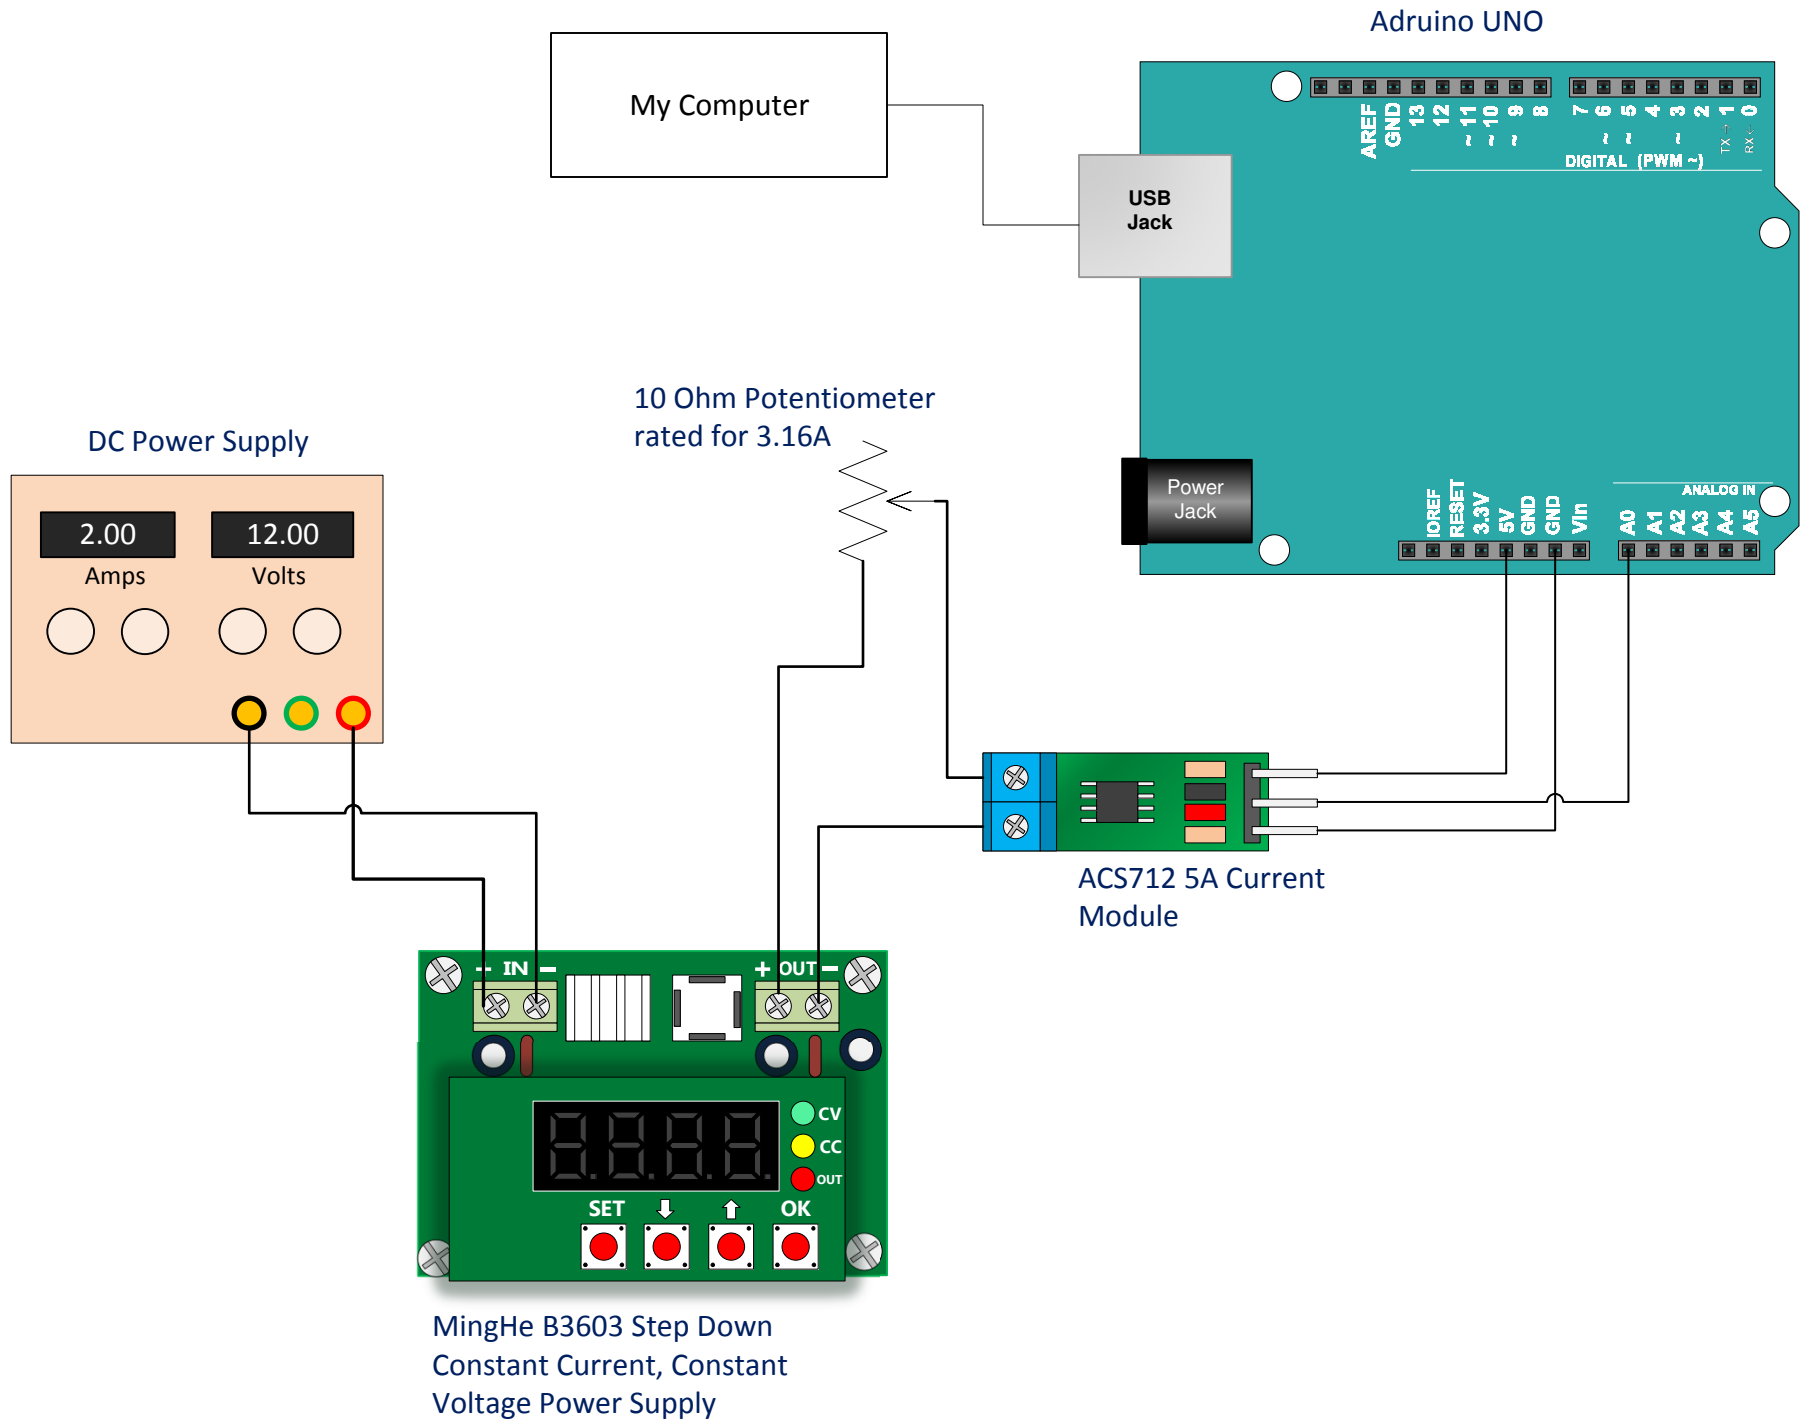 Adruino UNO
My Computer
AREF
GND
13
12
~ 11
~ 10
~ 9
8
7
~ 6
~ 5
4
~ 3
2
TX→ 1
RX← 0
DIGITAL (PWM ~)
USB
Jack
10 Ohm Potentiometer
rated for 3.16A
DC Power Supply
2.00
12.00
Amps
Volts
Power
Jack
IOREF
RESET
3.3V
5V
GND
GND
Vin
ANALOG IN
A0
A1
A2
A3
A4
A5
ACS712 5A Current
Module
+ IN −
+ OUT −
CV
CC
OUT
SET
OK
MingHe B3603 Step Down
Constant Current, Constant
Voltage Power Supply